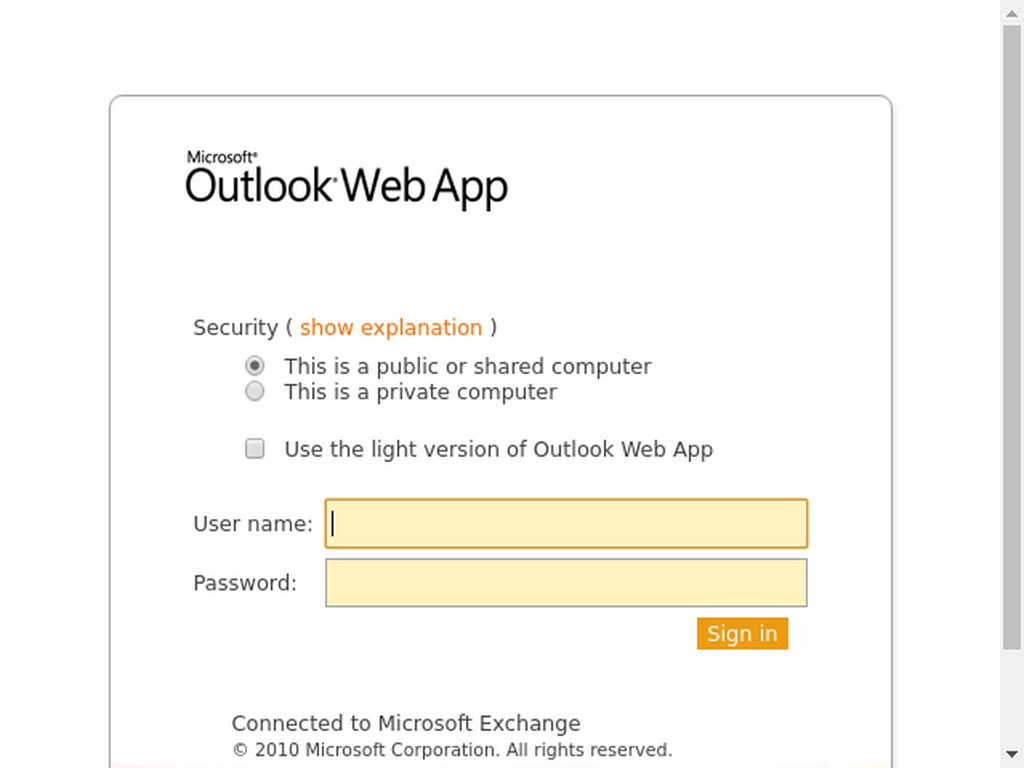 Microsoft®
Outlook® Web App
Security ( show explanation )
This is a public or shared computer
This is a private computer
Use the light version of Outlook Web App
User name:
Password:
Sign in
Connected to Microsoft Exchange
© 2010 Microsoft Corporation. All rights reserved.